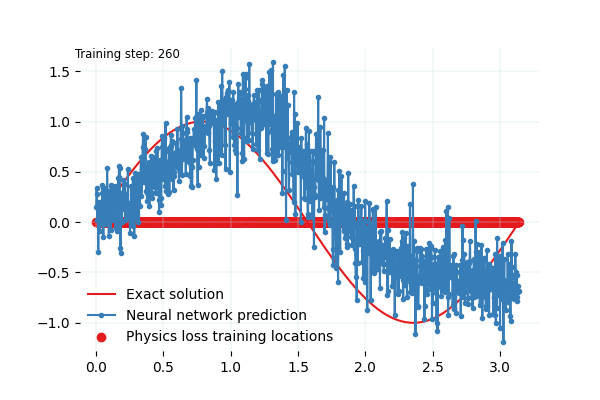 Training step: 260
1.5
1.0
0.5
0.0
−0.5
−1.0
Exact solution
Neural network prediction
Physics loss training locations
0.0 0.5 1.0 1.5 2.0 2.5 3.0